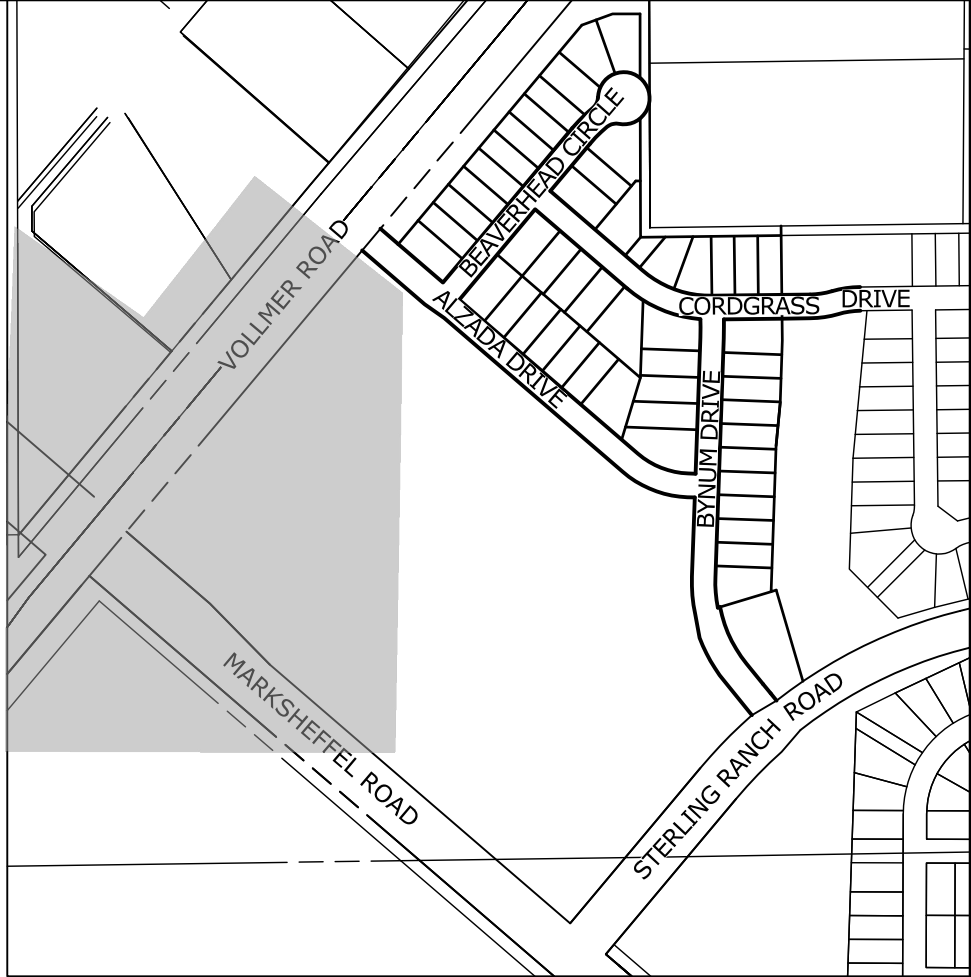 BEAVERHEAD CIRCLE
VOLLMER ROAD
CORDGRASS DRIVE
ALZADA DRIVE
BYNUM DRIVE
MARKSHEFFEL ROAD
STERLING RANCH ROAD